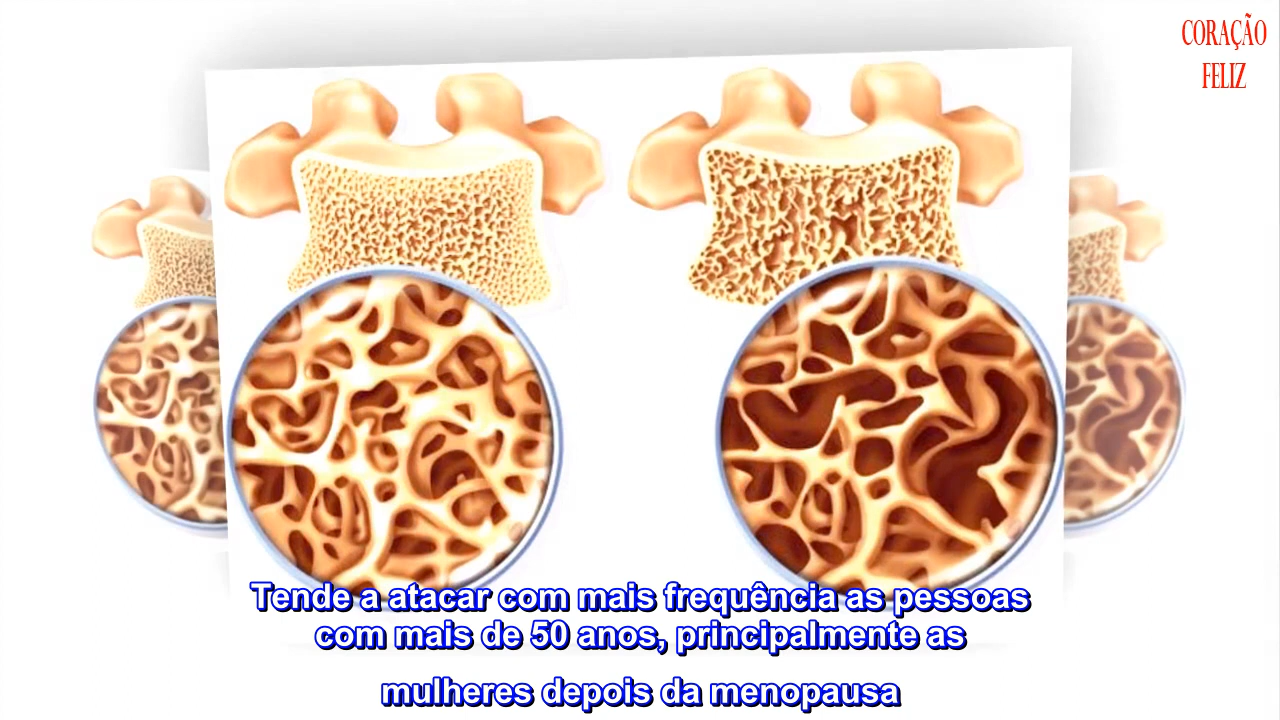 CORAÇÃO
FELIZ
Tende a atacar com mais frequência as pessoas
com mais de 50 anos, principalmente as
mulheres depois da menopausa